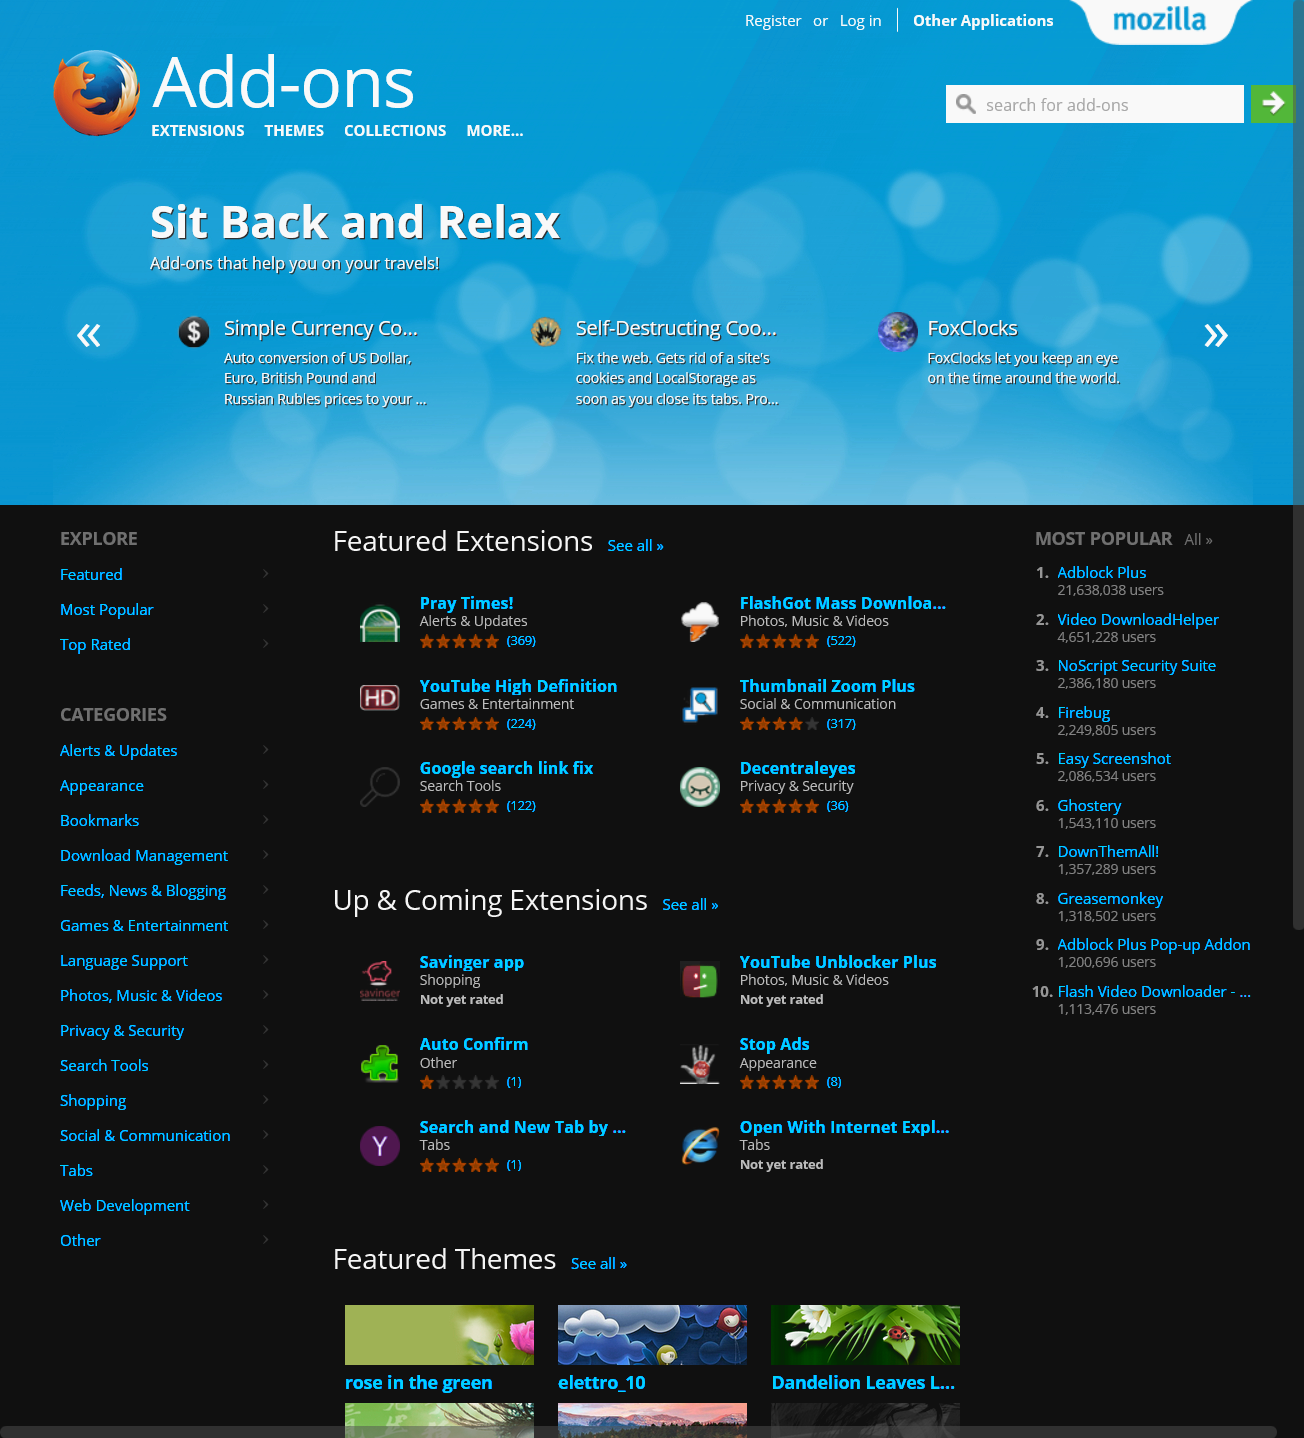 Register or Log in Other Applications mozilla
Add-ons
EXTENSIONS THEMES COLLECTIONS MORE...
search for add-ons
Sit Back and Relax
Add-ons that help you on your travels!
«
$
Simple Currency Co...
Auto conversion of US Dollar,
Euro, British Pound and
Russian Rubles prices to your ...
Self-Destructing Coo...
Fix the web. Gets rid of a site's
cookies and LocalStorage as
soon as you close its tabs. Pro...
FoxClocks
FoxClocks let you keep an eye
on the time around the world.
»
EXPLORE
Featured
Most Popular
Top Rated
CATEGORIES
Alerts & Updates
Appearance
Bookmarks
Download Management
Feeds, News & Blogging
Games & Entertainment
Language Support
Photos, Music & Videos
Privacy & Security
Search Tools
Shopping
Social & Communication
Tabs
Web Development
Other
Featured Extensions See all »
Pray Times!
Alerts & Updates
(369)
FlashGot Mass Downloa...
Photos, Music & Videos
(522)
HD
YouTube High Definition
Games & Entertainment
(224)
Thumbnail Zoom Plus
Social & Communication
(317)
Google search link fix
Search Tools
(122)
Decentraleyes
Privacy & Security
(36)
Up & Coming Extensions See all »
savinger
Savinger app
Shopping
Not yet rated
YouTube Unblocker Plus
Photos, Music & Videos
Not yet rated
Auto Confirm
Other
(1)
Stop Ads
Appearance
(8)
Y
Search and New Tab by ...
Tabs
(1)
Open With Internet Expl...
Tabs
Not yet rated
Featured Themes See all »
rose in the green
elettro_10
Dandelion Leaves L...
MOST POPULAR All »
1. Adblock Plus
21,638,038 users
2. Video DownloadHelper
4,651,228 users
3. NoScript Security Suite
2,386,180 users
4. Firebug
2,249,805 users
5. Easy Screenshot
2,086,534 users
6. Ghostery
1,543,110 users
7. DownThemAll!
1,357,289 users
8. Greasemonkey
1,318,502 users
9. Adblock Plus Pop-up Addon
1,200,696 users
10. Flash Video Downloader - ...
1,113,476 users